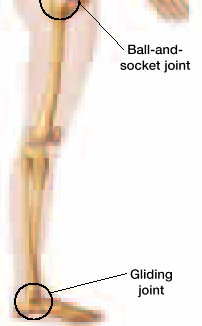 Ball-and-
socket joint
Gliding
joint